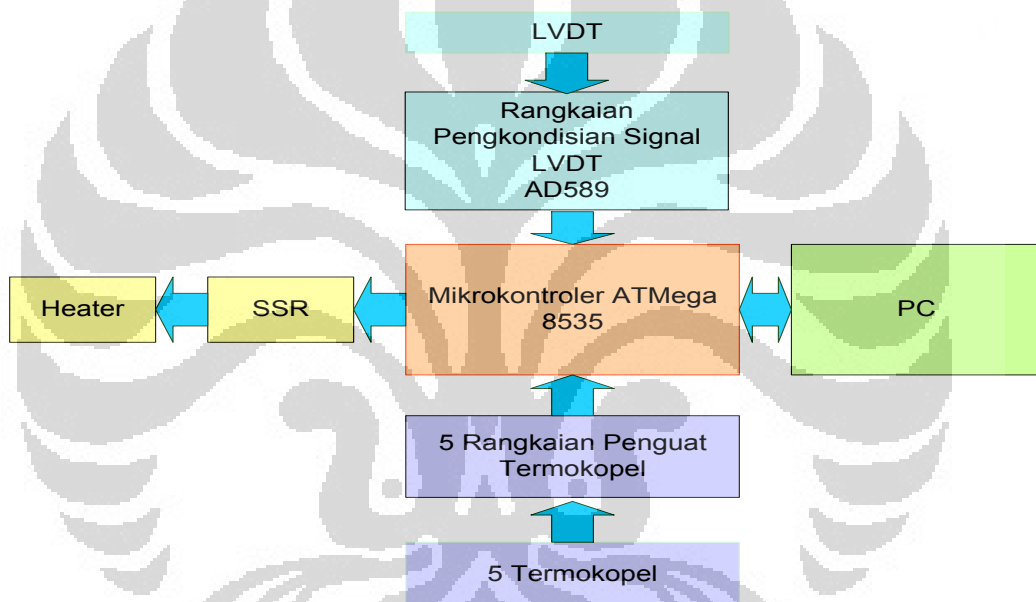 LVDT
Rangkaian
Pengkondisian Signal
LVDT
AD589
Heater
SSR
Mikrokontroler ATMega
8535
PC
5 Rangkaian Penguat
Termokopel
5 Termokopel